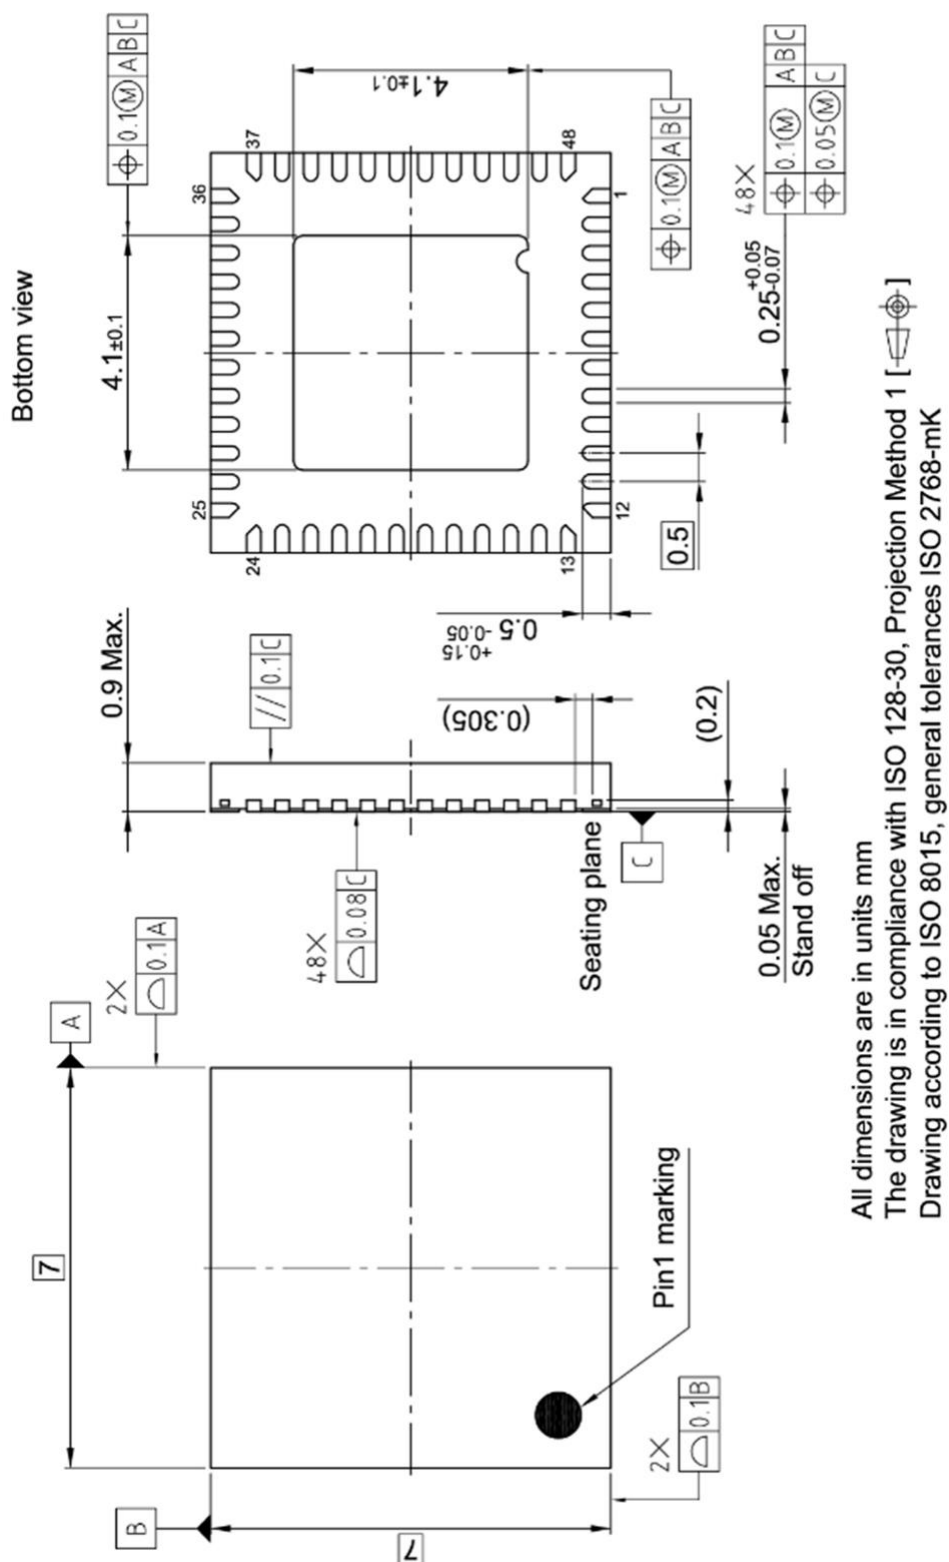 Bottom view
4.1±0.1
⌖ 0.1Ⓜ A B C
4.1±0.1
⌖ 0.1Ⓜ A B C
36
37
25
24
48
1
13
12
48×
⌖ 0.1Ⓜ A B C
⌖ 0.05Ⓜ C
+0.05
0.25-0.07
0.5
+0.15
0.5 -0.05
0.9 Max.
// 0.1 C
(0.305)
(0.2)
48×
⌓ 0.08 C
Seating plane
C
0.05 Max.
Stand off
7
A
2×
⌓ 0.1 A
B
7
Pin1 marking
2×
⌓ 0.1 B
All dimensions are in units mm
The drawing is in compliance with ISO 128-30, Projection Method 1 [ ]
Drawing according to ISO 8015, general tolerances ISO 2768-mK